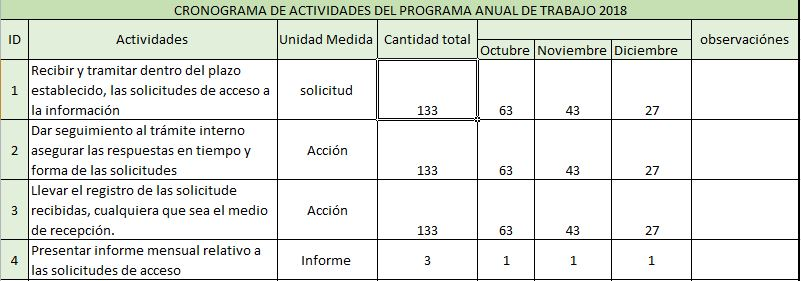 CRONOGRAMA DE ACTIVIDADES DEL PROGRAMA ANUAL DE TRABAJO 2018
ID Actividades Unidad Medida Cantidad total Octubre Noviembre Diciembre observaciónes
1 Recibir y tramitar dentro del plazo
establecido, las solicitudes de acceso a
la información solicitud 133 63 43 27
2 Dar seguimiento al trámite interno
asegurar las respuestas en tiempo y
forma de las solicitudes Acción 133 63 43 27
3 Llevar el registro de las solicitude
recibidas, cualquiera que sea el medio
de recepción. Acción 133 63 43 27
4 Presentar informe mensual relativo a
las solicitudes de acceso Informe 3 1 1 1